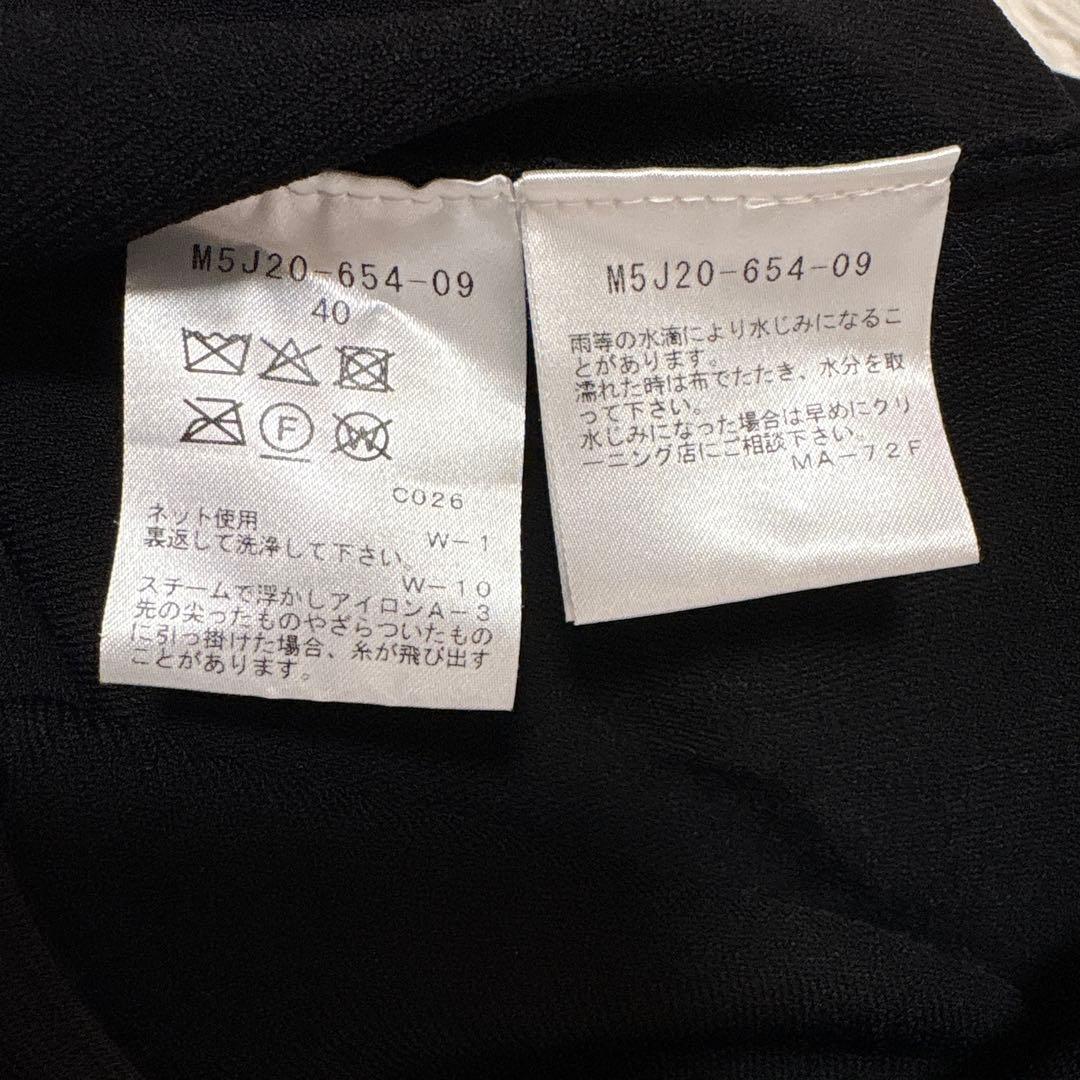 M5J20-654-09
40
F
W
C026
ネット使用
W-1
裏返して洗浄して下さい。
W-10
スチームで浮かしアイロンA-3
先の尖ったものやざらついたもの
に引っ掛けた場合、糸が飛び出す
ことがあります。
M5J20-654-09
雨等の水滴により水じみになるこ
とがあります。
濡れた時は布でたたき、水分を取
って下さい。
水じみになった場合は早めにクリ
ーニング店にご相談下さい。
MA-72F